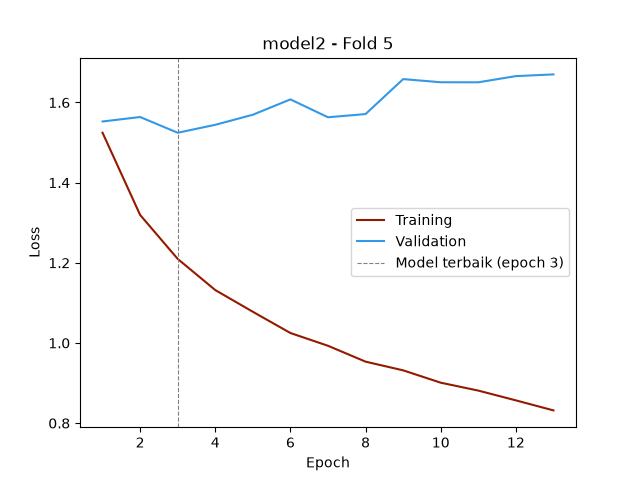 model2 - Fold 5
1.6
1.4
1.2
1.0
0.8
Loss
Training
Validation
Model terbaik (epoch 3)
2 4 6 8 10 12
Epoch